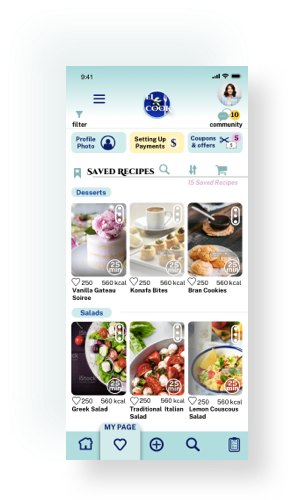 9:41
COOK
10
filter
community
Profile
Photo
Setting Up
Payments
$
Coupons
& offers
5
$
SAVED RECIPES
15 Saved Recipes
Desserts
25
min
25
min
25
min
250 560 kcal
250 560 kcal
250 560 kcal
Vanilla Gateau
Soiree
Konafa Bites
Bran Cookies
Salads
25
min
25
min
25
min
250 560 kcal
250 560 kcal
250 560 kcal
Greek Salad
Traditional Italian
Salad
Lemon Couscous
Salad
MY PAGE